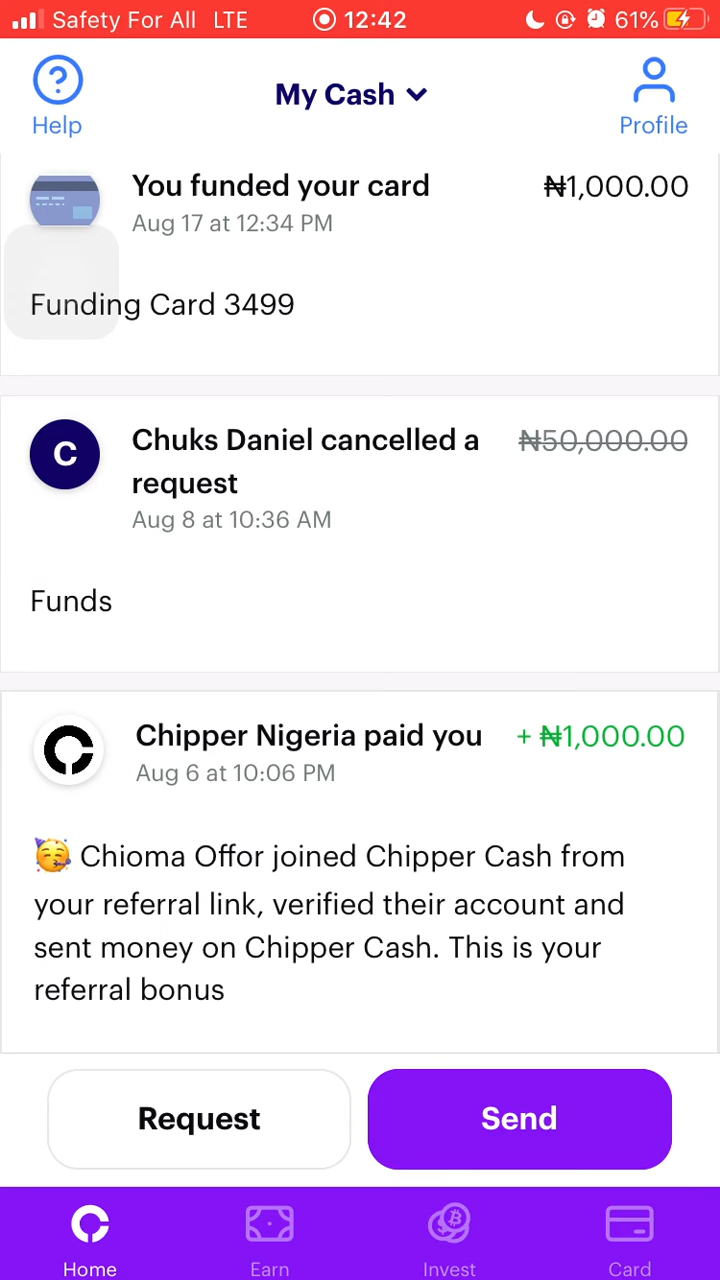 Safety For All LTE 12:42 61%
Help My Cash Profile
You funded your card ₦1,000.00
Aug 17 at 12:34 PM
Funding Card 3499
C Chuks Daniel cancelled a ₦50,000.00
request
Aug 8 at 10:36 AM
Funds
Chipper Nigeria paid you + ₦1,000.00
Aug 6 at 10:06 PM
🥳 Chioma Offor joined Chipper Cash from
your referral link, verified their account and
sent money on Chipper Cash. This is your
referral bonus
Request Send
Home Earn Invest Card